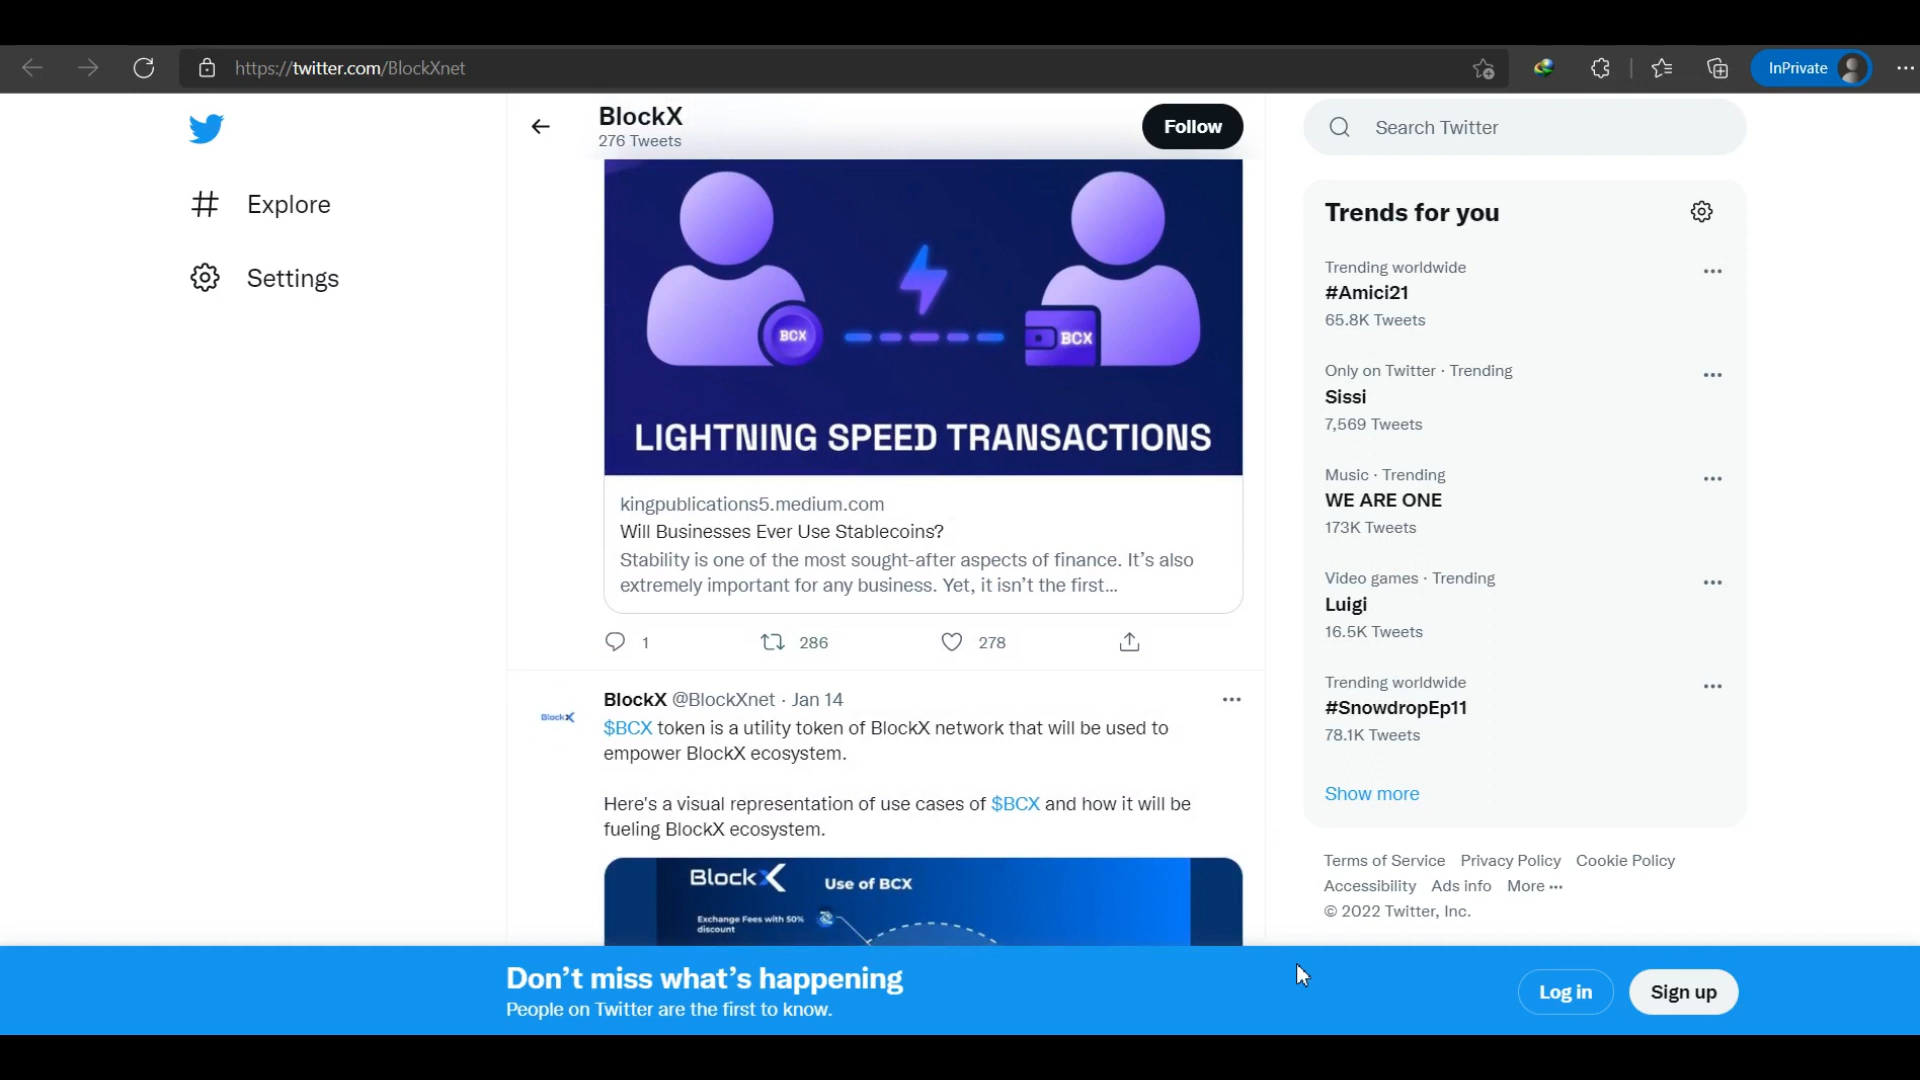 https://twitter.com/BlockXnet
InPrivate
BlockX
276 Tweets
Follow
Search Twitter
Explore
Settings
BCX
BCX
LIGHTNING SPEED TRANSACTIONS
kingpublications5.medium.com
Will Businesses Ever Use Stablecoins?
Stability is one of the most sought-after aspects of finance. It's also
extremely important for any business. Yet, it isn't the first...
1 286 278
BlockX
BlockX @BlockXnet · Jan 14
$BCX token is a utility token of BlockX network that will be used to
empower BlockX ecosystem.
Here's a visual representation of use cases of $BCX and how it will be
fueling BlockX ecosystem.
BlockX
Use of BCX
Exchange Fees with 50%
discount
Trends for you
Trending worldwide
#Amici21
65.8K Tweets
Only on Twitter · Trending
Sissi
7,569 Tweets
Music · Trending
WE ARE ONE
173K Tweets
Video games · Trending
Luigi
16.5K Tweets
Trending worldwide
#SnowdropEp11
78.1K Tweets
Show more
Terms of Service Privacy Policy Cookie Policy
Accessibility Ads info More ···
© 2022 Twitter, Inc.
Don't miss what's happening
People on Twitter are the first to know.
Log in
Sign up